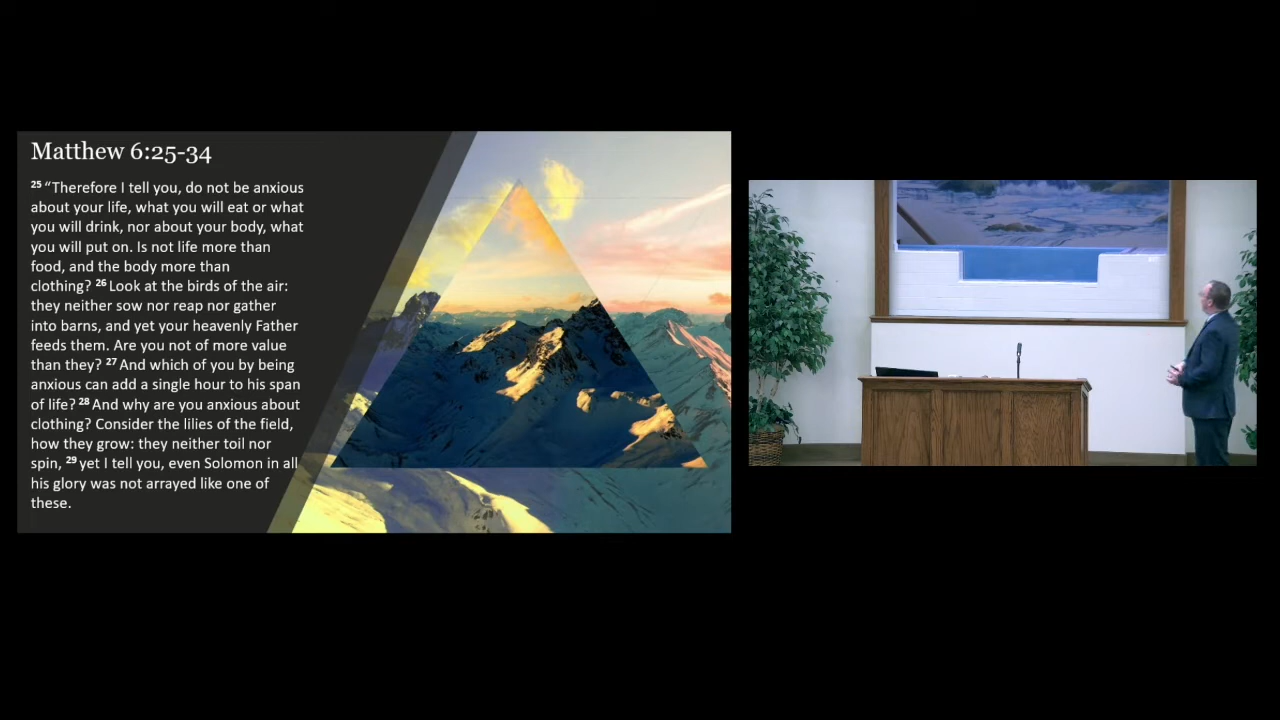 Matthew 6:25-34
25 “Therefore I tell you, do not be anxious
about your life, what you will eat or what
you will drink, nor about your body, what
you will put on. Is not life more than
food, and the body more than
clothing? 26 Look at the birds of the air:
they neither sow nor reap nor gather
into barns, and yet your heavenly Father
feeds them. Are you not of more value
than they? 27 And which of you by being
anxious can add a single hour to his span
of life? 28 And why are you anxious about
clothing? Consider the lilies of the field,
how they grow: they neither toil nor
spin, 29 yet I tell you, even Solomon in all
his glory was not arrayed like one of
these.